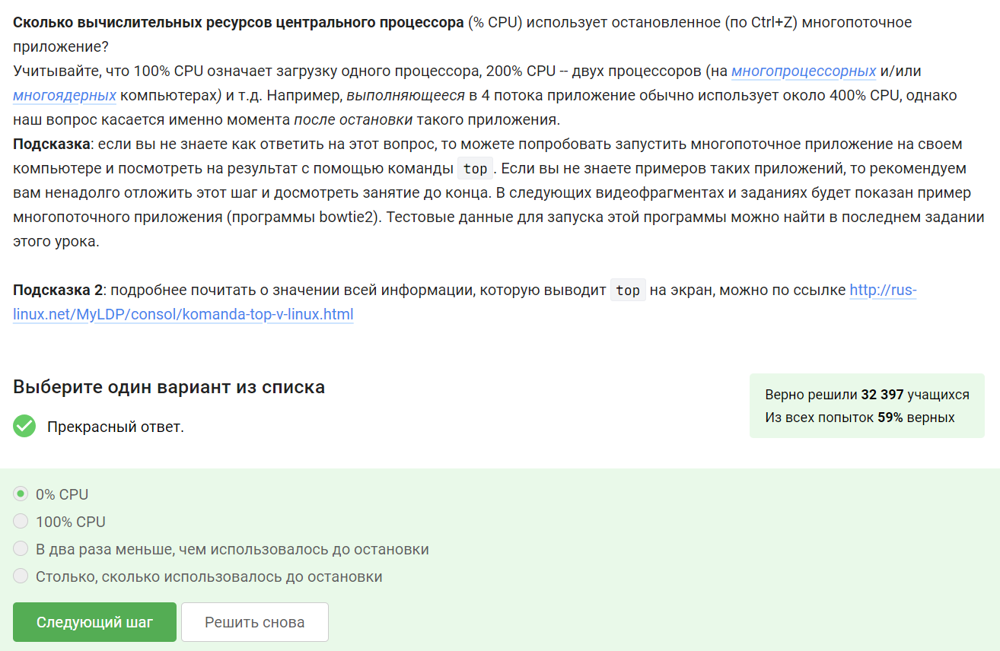 Сколько вычислительных ресурсов центрального процессора (% CPU) использует остановленное (по Ctrl+Z) многопоточное
приложение?
Учитывайте, что 100% CPU означает загрузку одного процессора, 200% CPU -- двух процессоров (на многопроцессорных и/или
многоядерных компьютерах) и т.д. Например, выполняющееся в 4 потока приложение обычно использует около 400% CPU, однако
наш вопрос касается именно момента после остановки такого приложения.
Подсказка: если вы не знаете как ответить на этот вопрос, то можете попробовать запустить многопоточное приложение на своем
компьютере и посмотреть на результат с помощью команды top. Если вы не знаете примеров таких приложений, то рекомендуем
вам ненадолго отложить этот шаг и досмотреть занятие до конца. В следующих видеофрагментах и заданиях будет показан пример
многопоточного приложения (программы bowtie2). Тестовые данные для запуска этой программы можно найти в последнем задании
этого урока.
Подсказка 2: подробнее почитать о значении всей информации, которую выводит top на экран, можно по ссылке http://rus-
linux.net/MyLDP/consol/komanda-top-v-linux.html
Выберите один вариант из списка
Верно решили 32 397 учащихся
Из всех попыток 59% верных
Прекрасный ответ.
0% CPU
100% CPU
В два раза меньше, чем использовалось до остановки
Столько, сколько использовалось до остановки
Следующий шаг
Решить снова